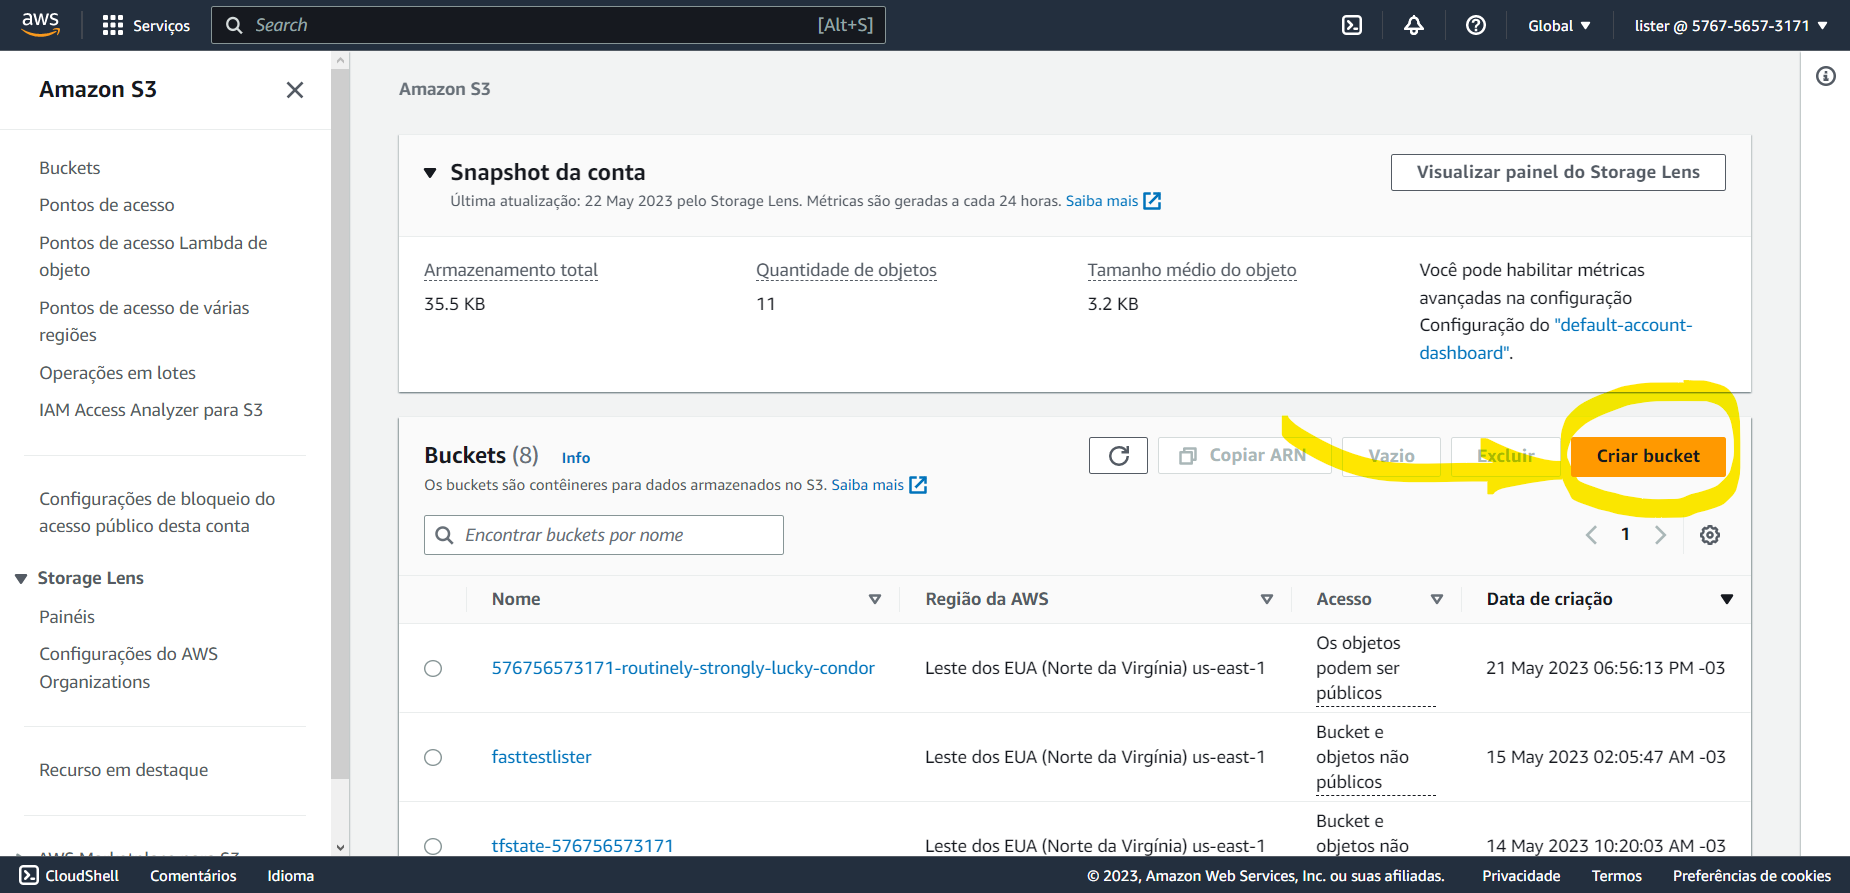 aws
Serviços
Search
[Alt+S]
Global
lister @ 5767-5657-3171
Amazon S3
Buckets
Pontos de acesso
Pontos de acesso Lambda de
objeto
Pontos de acesso de várias
regiões
Operações em lotes
IAM Access Analyzer para S3
Configurações de bloqueio do
acesso público desta conta
Storage Lens
Painéis
Configurações do AWS
Organizations
Recurso em destaque
Amazon S3
Snapshot da conta
Última atualização: 22 May 2023 pelo Storage Lens. Métricas são geradas a cada 24 horas. Saiba mais
Visualizar painel do Storage Lens
Armazenamento total
35.5 KB
Quantidade de objetos
11
Tamanho médio do objeto
3.2 KB
Você pode habilitar métricas
avançadas na configuração
Configuração do "default-account-
dashboard".
Buckets (8) Info
Os buckets são contêineres para dados armazenados no S3. Saiba mais
Copiar ARN
Vazio
Excluir
Criar bucket
Encontrar buckets por nome
1
Nome
Região da AWS
Acesso
Data de criação
576756573171-routinely-strongly-lucky-condor
Leste dos EUA (Norte da Virgínia) us-east-1
Os objetos
podem ser
públicos
21 May 2023 06:56:13 PM -03
fasttestlister
Leste dos EUA (Norte da Virgínia) us-east-1
Bucket e
objetos não
públicos
15 May 2023 02:05:47 AM -03
tfstate-576756573171
Leste dos EUA (Norte da Virgínia) us-east-1
Bucket e
objetos não
14 May 2023 10:20:03 AM -03
CloudShell
Comentários
Idioma
© 2023, Amazon Web Services, Inc. ou suas afiliadas.
Privacidade
Termos
Preferências de cookies